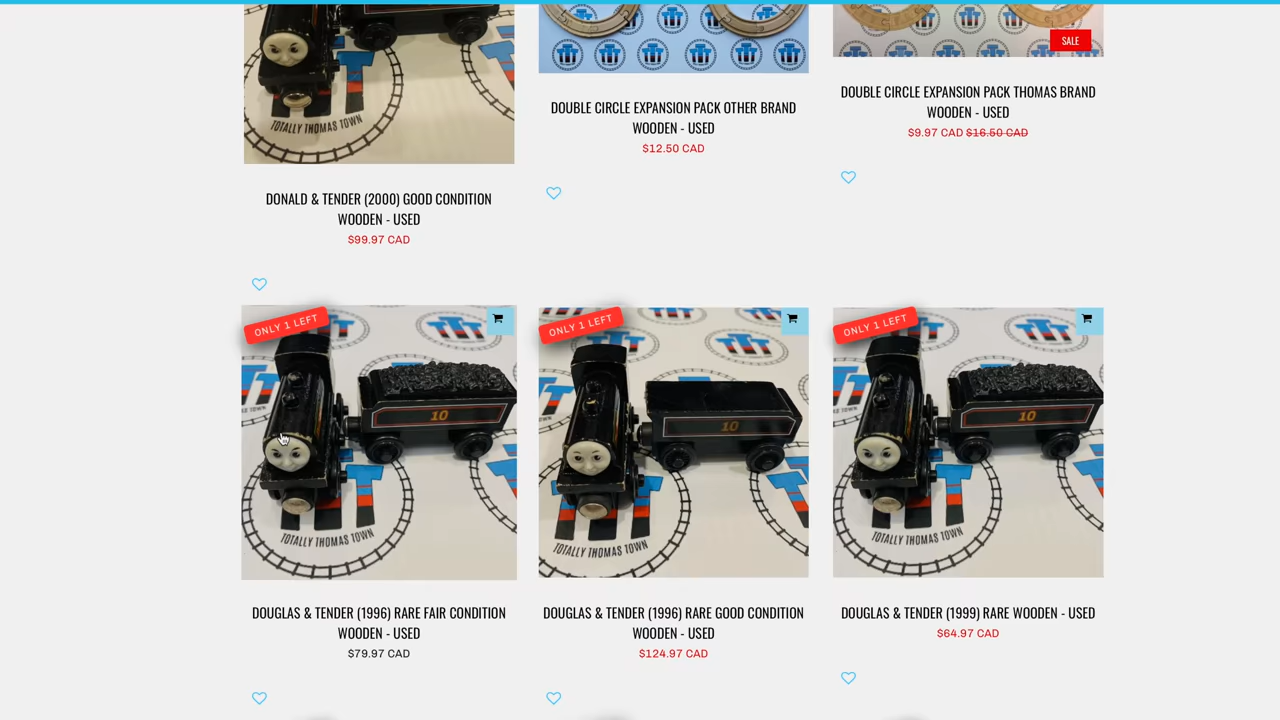 TOTALLY THOMAS TOWN
SALE
DONALD & TENDER (2000) GOOD CONDITION
WOODEN - USED
$99.97 CAD
DOUBLE CIRCLE EXPANSION PACK OTHER BRAND
WOODEN - USED
$12.50 CAD
DOUBLE CIRCLE EXPANSION PACK THOMAS BRAND
WOODEN - USED
$9.97 CAD $16.50 CAD
ONLY 1 LEFT
10
TOTALLY THOMAS TOWN
DOUGLAS & TENDER (1996) RARE FAIR CONDITION
WOODEN - USED
$79.97 CAD
ONLY 1 LEFT
10
TOTALLY THOMAS TOWN
DOUGLAS & TENDER (1996) RARE GOOD CONDITION
WOODEN - USED
$124.97 CAD
ONLY 1 LEFT
10
TOTALLY THOMAS TOWN
DOUGLAS & TENDER (1999) RARE WOODEN - USED
$64.97 CAD